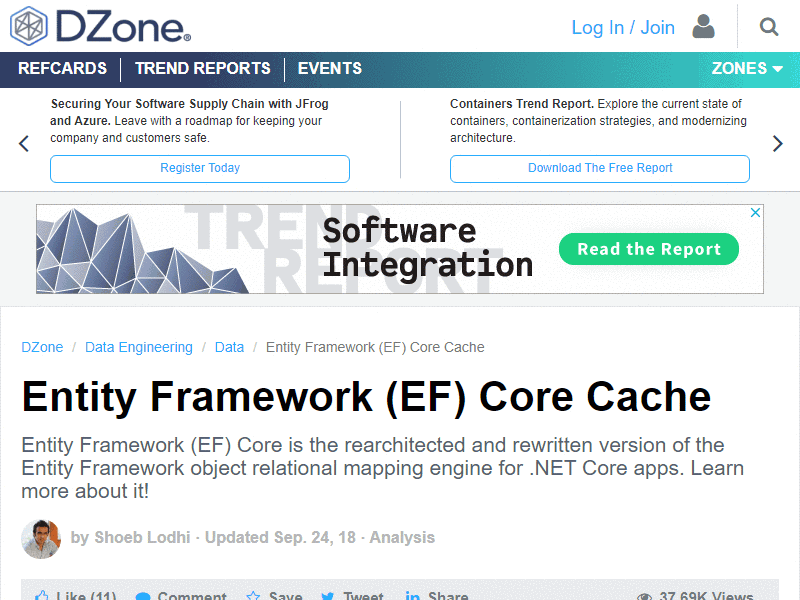 DZone.
Log In / Join
REFCARDS
TREND REPORTS
EVENTS
ZONES
Securing Your Software Supply Chain with JFrog
and Azure. Leave with a roadmap for keeping your
company and customers safe.
Register Today
Containers Trend Report. Explore the current state of
containers, containerization strategies, and modernizing
architecture.
Download The Free Report
TREND
REPORT
Software
Integration
Read the Report
DZone / Data Engineering / Data / Entity Framework (EF) Core Cache
Entity Framework (EF) Core Cache
Entity Framework (EF) Core is the rearchitected and rewritten version of the
Entity Framework object relational mapping engine for .NET Core apps. Learn
more about it!
by Shoeb Lodhi · Updated Sep. 24, 18 · Analysis
Like (11) Comment Save Tweet Share 37.69K Views